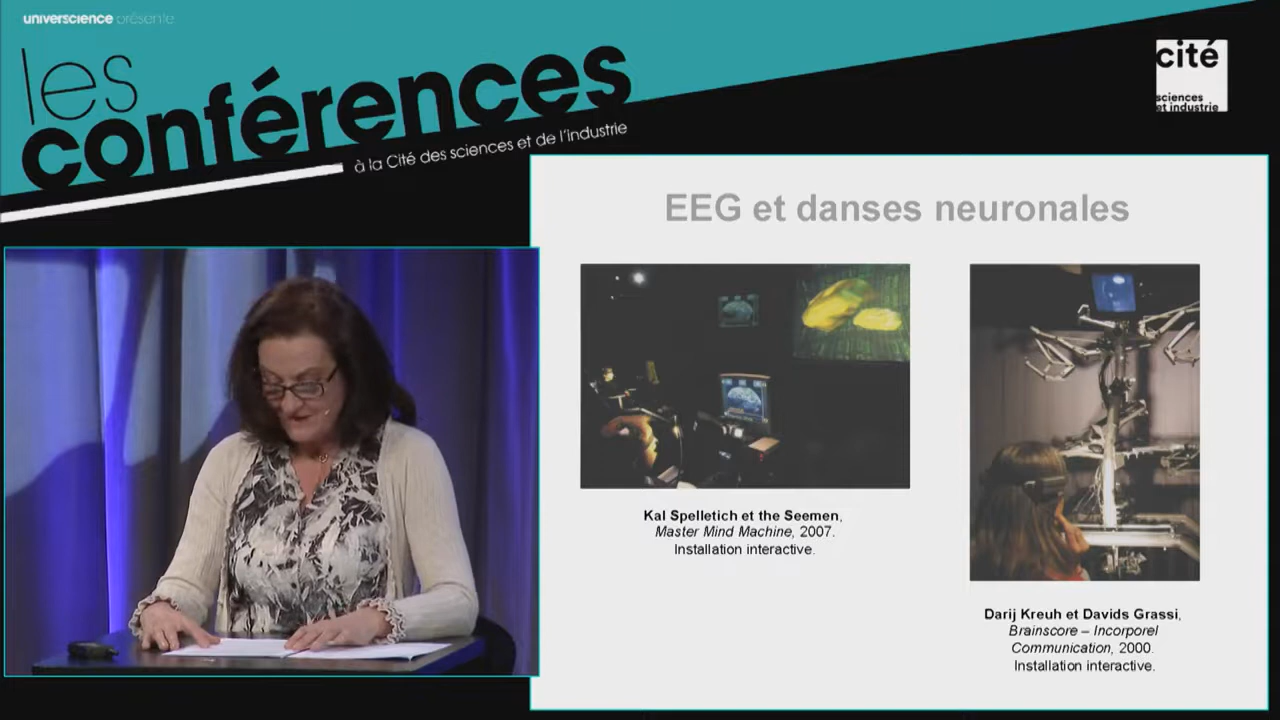 universcience présente
les
conférences
à la Cité des sciences et de l'industrie
cité
sciences
et industrie
EEG et danses neuronales
Kal Spelletich et the Seemen,
Master Mind Machine, 2007.
Installation interactive.
Darij Kreuh et Davids Grassi,
Brainscore – Incorporel
Communication, 2000.
Installation interactive.